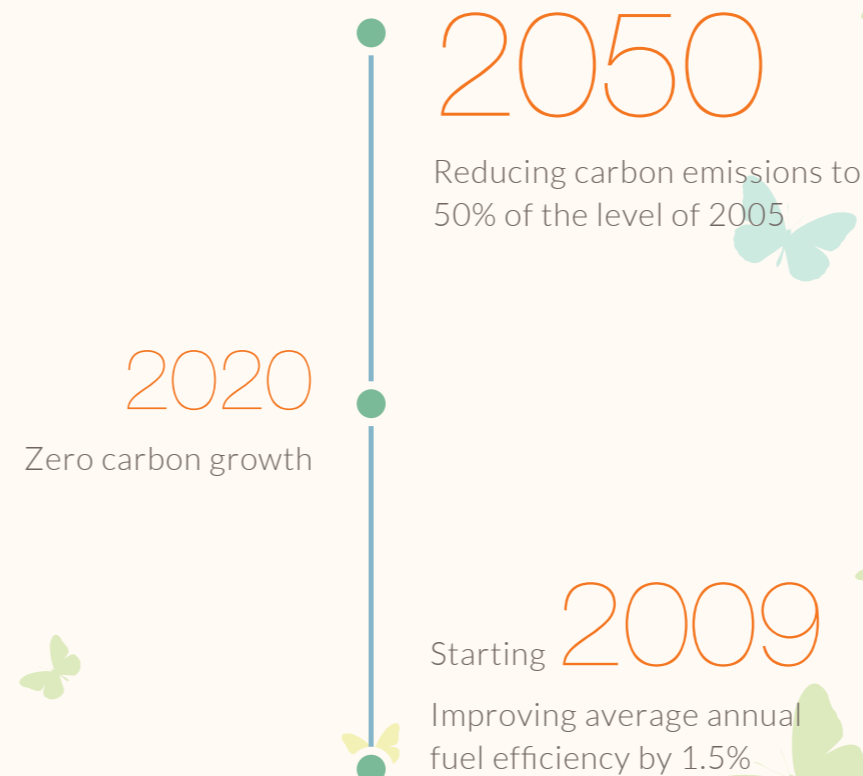 2050
Reducing carbon emissions to
50% of the level of 2005
2020
Zero carbon growth
Starting 2009
Improving average annual
fuel efficiency by 1.5%